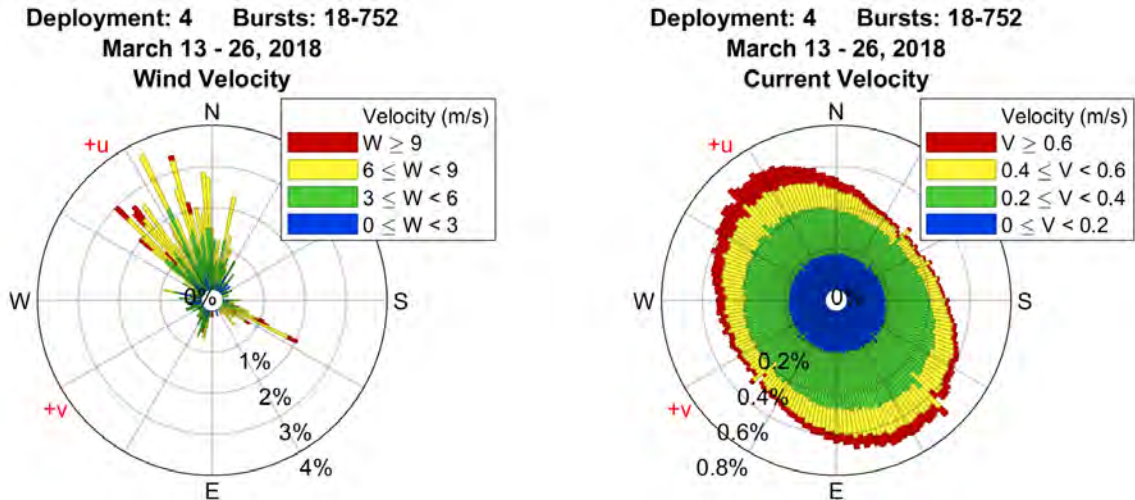 Deployment: 4 Bursts: 18-752
March 13 - 26, 2018
Wind Velocity
N
Velocity (m/s)
W ≥ 9
6 ≤ W < 9
3 ≤ W < 6
0 ≤ W < 3
+u
W
0%
S
1%
2%
3%
4%
+v
E
Deployment: 4 Bursts: 18-752
March 13 - 26, 2018
Current Velocity
N
Velocity (m/s)
V ≥ 0.6
0.4 ≤ V < 0.6
0.2 ≤ V < 0.4
0 ≤ V < 0.2
+u
W
0%
S
0.2%
0.4%
0.6%
0.8%
+v
E